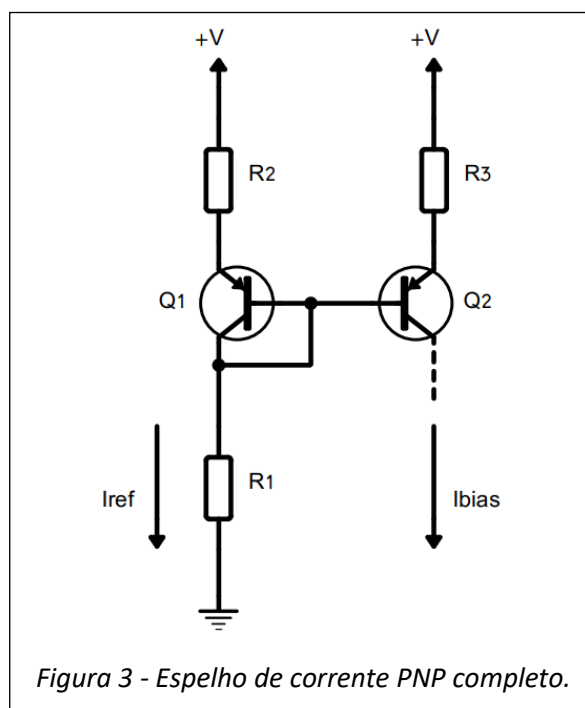 +V
+V
R2
R3
Q1
Q2
R1
Iref
Ibias
Figura 3 - Espelho de corrente PNP completo.